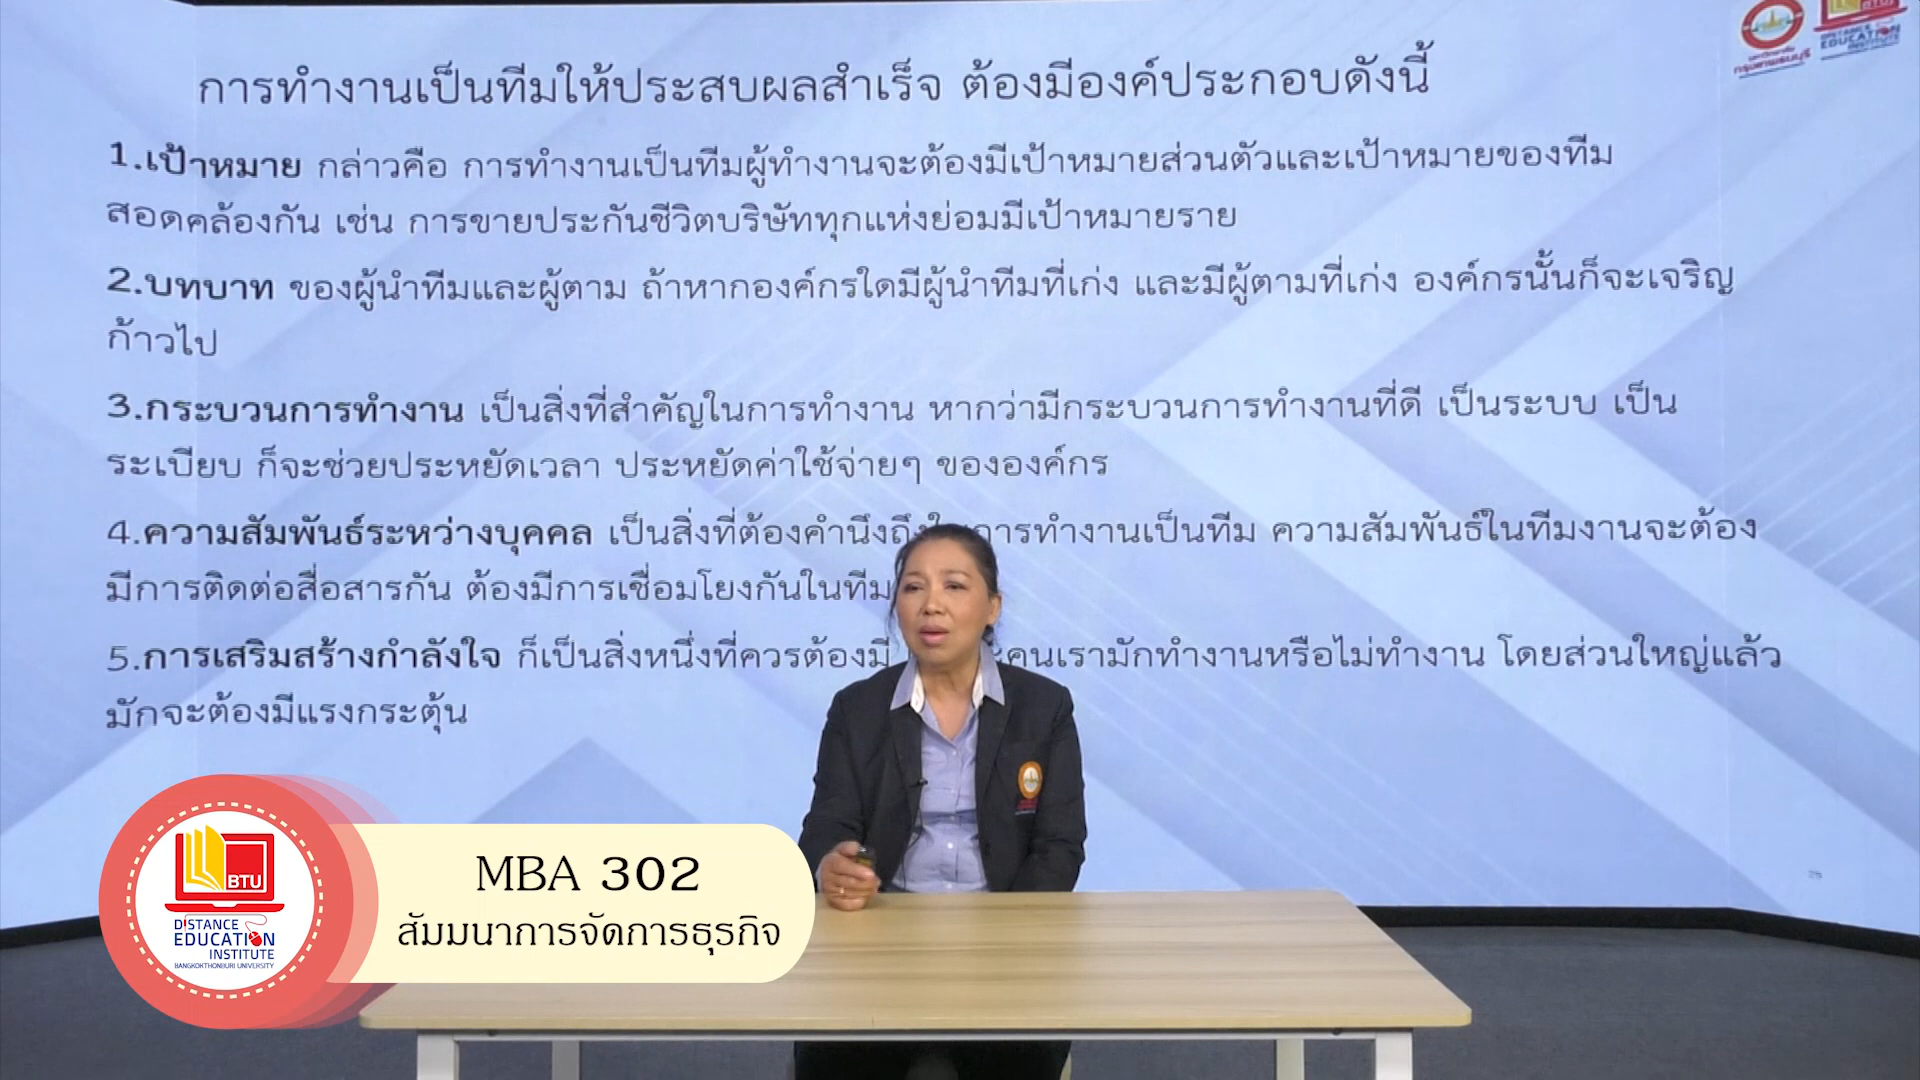 การทำงานเป็นทีมให้ประสบผลสำเร็จ ต้องมีองค์ประกอบดังนี้
1.เป้าหมาย กล่าวคือ การทำงานเป็นทีมผู้ทำงานจะต้องมีเป้าหมายส่วนตัวและเป้าหมายของทีม
สอดคล้องกัน เช่น การขายประกันชีวิตบริษัททุกแห่งย่อมมีเป้าหมายราย
2.บทบาท ของผู้นำทีมและผู้ตาม ถ้าหากองค์กรใดมีผู้นำทีมที่เก่ง และมีผู้ตามที่เก่ง องค์กรนั้นก็จะเจริญ
ก้าวไป
3.กระบวนการทำงาน เป็นสิ่งที่สำคัญในการทำงาน หากว่ามีกระบวนการทำงานที่ดี เป็นระบบ เป็น
ระเบียบ ก็จะช่วยประหยัดเวลา ประหยัดค่าใช้จ่ายๆ ขององค์กร
4.ความสัมพันธ์ระหว่างบุคคล เป็นสิ่งที่ต้องคำนึงถึงในการทำงานเป็นทีม ความสัมพันธ์ในทีมงานจะต้อง
มีการติดต่อสื่อสารกัน ต้องมีการเชื่อมโยงกันในทีม
5.การเสริมสร้างกำลังใจ ก็เป็นสิ่งหนึ่งที่ควรต้องมี คนเรามักทำงานหรือไม่ทำงาน โดยส่วนใหญ่แล้ว
มักจะต้องมีแรงกระตุ้น
BTU
DISTANCE
EDUCATION
INSTITUTE
BANGKOKTHONBURI UNIVERSITY
MBA 302
สัมมนาการจัดการธุรกิจ